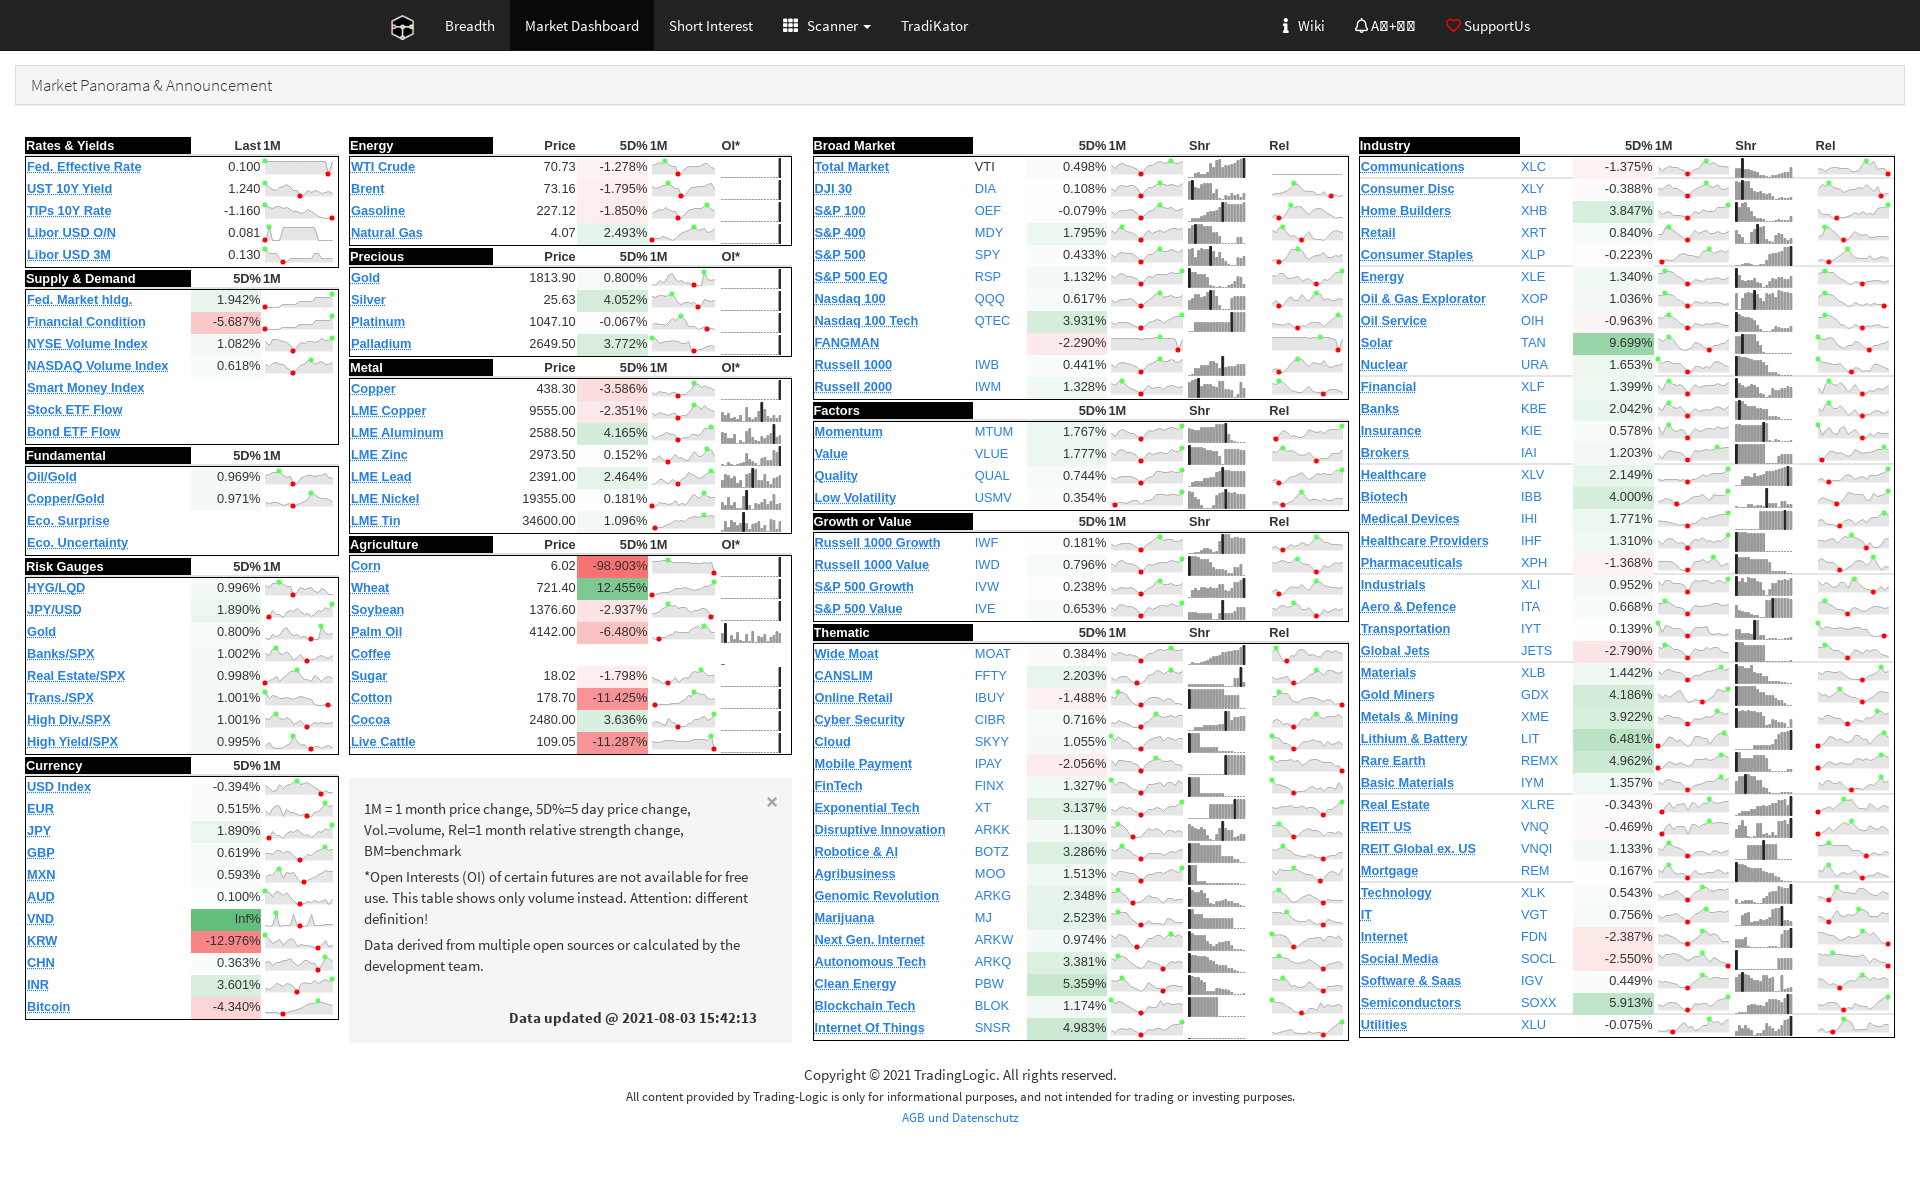 Breadth Market Dashboard Short Interest Scanner TradiKator Wiki SupportUs
Market Panorama & Announcement
Rates & Yields Last 1M
Fed. Effective Rate 0.100
UST 10Y Yield 1.240
TIPs 10Y Rate -1.160
Libor USD O/N 0.081
Libor USD 3M 0.130
Supply & Demand 5D% 1M
Fed. Market hldg. 1.942%
Financial Condition -5.687%
NYSE Volume Index 1.082%
NASDAQ Volume Index 0.618%
Smart Money Index
Stock ETF Flow
Bond ETF Flow
Fundamental 5D% 1M
Oil/Gold 0.969%
Copper/Gold 0.971%
Eco. Surprise
Eco. Uncertainty
Risk Gauges 5D% 1M
HYG/LQD 0.996%
JPY/USD 1.890%
Gold 0.800%
Banks/SPX 1.002%
Real Estate/SPX 0.998%
Trans./SPX 1.001%
High Div./SPX 1.001%
High Yield/SPX 0.995%
Currency 5D% 1M
USD Index -0.394%
EUR 0.515%
JPY 1.890%
GBP 0.619%
MXN 0.593%
AUD 0.100%
VND Inf%
KRW -12.976%
CHN 0.363%
INR 3.601%
Bitcoin -4.340%
Energy Price 5D% 1M OI*
WTI Crude 70.73 -1.278%
Brent 73.16 -1.795%
Gasoline 227.12 -1.850%
Natural Gas 4.07 2.493%
Precious Price 5D% 1M OI*
Gold 1813.90 0.800%
Silver 25.63 4.052%
Platinum 1047.10 -0.067%
Palladium 2649.50 3.772%
Metal Price 5D% 1M OI*
Copper 438.30 -3.586%
LME Copper 9555.00 -2.351%
LME Aluminum 2588.50 4.165%
LME Zinc 2973.50 0.152%
LME Lead 2391.00 2.464%
LME Nickel 19355.00 0.181%
LME Tin 34600.00 1.096%
Agriculture Price 5D% 1M OI*
Corn 6.02 -98.903%
Wheat 721.40 12.455%
Soybean 1376.60 -2.937%
Palm Oil 4142.00 -6.480%
Coffee -
Sugar 18.02 -1.798%
Cotton 178.70 -11.425%
Cocoa 2480.00 3.636%
Live Cattle 109.05 -11.287%
×
1M = 1 month price change, 5D%=5 day price change,
Vol.=volume, Rel=1 month relative strength change,
BM=benchmark
*Open Interests (OI) of certain futures are not available for free
use. This table shows only volume instead. Attention: different
definition!
Data derived from multiple open sources or calculated by the
development team.
Data updated @ 2021-08-03 15:42:13
Broad Market 5D% 1M Shr Rel
Total Market VTI 0.498%
DJI 30 DIA 0.108%
S&P 100 OEF -0.079%
S&P 400 MDY 1.795%
S&P 500 SPY 0.433%
S&P 500 EQ RSP 1.132%
Nasdaq 100 QQQ 0.617%
Nasdaq 100 Tech QTEC 3.931%
FANGMAN -2.290%
Russell 1000 IWB 0.441%
Russell 2000 IWM 1.328%
Factors 5D% 1M Shr Rel
Momentum MTUM 1.767%
Value VLUE 1.777%
Quality QUAL 0.744%
Low Volatility USMV 0.354%
Growth or Value 5D% 1M Shr Rel
Russell 1000 Growth IWF 0.181%
Russell 1000 Value IWD 0.796%
S&P 500 Growth IVW 0.238%
S&P 500 Value IVE 0.653%
Thematic 5D% 1M Shr Rel
Wide Moat MOAT 0.384%
CANSLIM FFTY 2.203%
Online Retail IBUY -1.488%
Cyber Security CIBR 0.716%
Cloud SKYY 1.055%
Mobile Payment IPAY -2.056%
FinTech FINX 1.327%
Exponential Tech XT 3.137%
Disruptive Innovation ARKK 1.130%
Robotice & AI BOTZ 3.286%
Agribusiness MOO 1.513%
Genomic Revolution ARKG 2.348%
Marijuana MJ 2.523%
Next Gen. Internet ARKW 0.974%
Autonomous Tech ARKQ 3.381%
Clean Energy PBW 5.359%
Blockchain Tech BLOK 1.174%
Internet Of Things SNSR 4.983%
Industry 5D% 1M Shr Rel
Communications XLC -1.375%
Consumer Disc XLY -0.388%
Home Builders XHB 3.847%
Retail XRT 0.840%
Consumer Staples XLP -0.223%
Energy XLE 1.340%
Oil & Gas Explorator XOP 1.036%
Oil Service OIH -0.963%
Solar TAN 9.699%
Nuclear URA 1.653%
Financial XLF 1.399%
Banks KBE 2.042%
Insurance KIE 0.578%
Brokers IAI 1.203%
Healthcare XLV 2.149%
Biotech IBB 4.000%
Medical Devices IHI 1.771%
Healthcare Providers IHF 1.310%
Pharmaceuticals XPH -1.368%
Industrials XLI 0.952%
Aero & Defence ITA 0.668%
Transportation IYT 0.139%
Global Jets JETS -2.790%
Materials XLB 1.442%
Gold Miners GDX 4.186%
Metals & Mining XME 3.922%
Lithium & Battery LIT 6.481%
Rare Earth REMX 4.962%
Basic Materials IYM 1.357%
Real Estate XLRE -0.343%
REIT US VNQ -0.469%
REIT Global ex. US VNQI 1.133%
Mortgage REM 0.167%
Technology XLK 0.543%
IT VGT 0.756%
Internet FDN -2.387%
Social Media SOCL -2.550%
Software & Saas IGV 0.449%
Semiconductors SOXX 5.913%
Utilities XLU -0.075%
Copyright © 2021 TradingLogic. All rights reserved.
All content provided by Trading-Logic is only for informational purposes, and not intended for trading or investing purposes.
AGB und Datenschutz